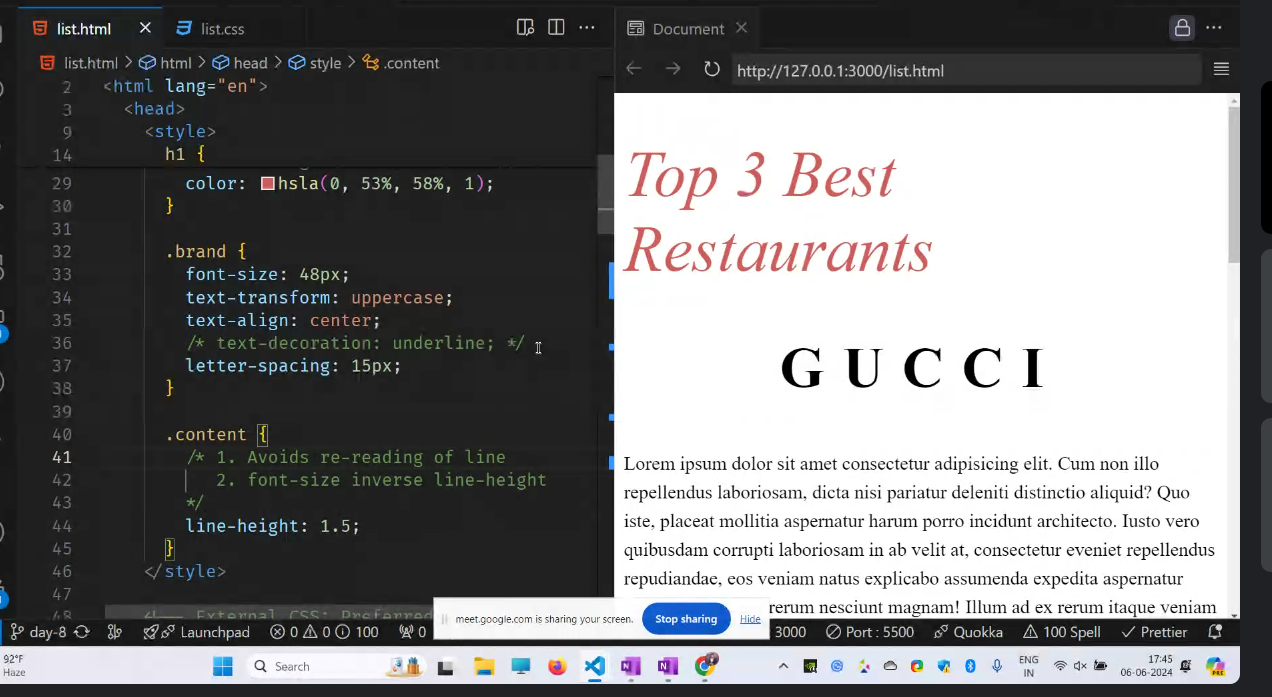 list.html
list.css
Document
list.html > html > head > style > .content
http://127.0.0.1:3000/list.html
2 <html lang="en">
3 <head>
9 <style>
14 h1 {
29 color: hsla(0, 53%, 58%, 1);
30 }
31
32 .brand {
33 font-size: 48px;
34 text-transform: uppercase;
35 text-align: center;
36 /* text-decoration: underline; */
37 letter-spacing: 15px;
38 }
39
40 .content {
41 /* 1. Avoids re-reading of line
42 2. font-size inverse line-height
43 */
44 line-height: 1.5;
45 }
46 </style>
47
48 <!-- External CSS: Preferred
Top 3 Best
Restaurants
GUCCI
Lorem ipsum dolor sit amet consectetur adipisicing elit. Cum non illo
repellendus laboriosam, dicta nisi pariatur deleniti distinctio aliquid? Quo
iste, placeat mollitia aspernatur harum porro incidunt architecto. Iusto vero
quibusdam corrupti laboriosam in ab velit at, consectetur eveniet repellendus
repudiandae, eos veniam natus explicabo assumenda expedita aspernatur
rerum nesciunt magnam! Illum ad ex rerum itaque veniam
meet.google.com is sharing your screen.
Stop sharing
Hide
day-8
Launchpad
0
0
100
0
3000
Port : 5500
Quokka
100 Spell
Prettier
92°F
Haze
Search
ENG
IN
17:45
06-06-2024
PRE